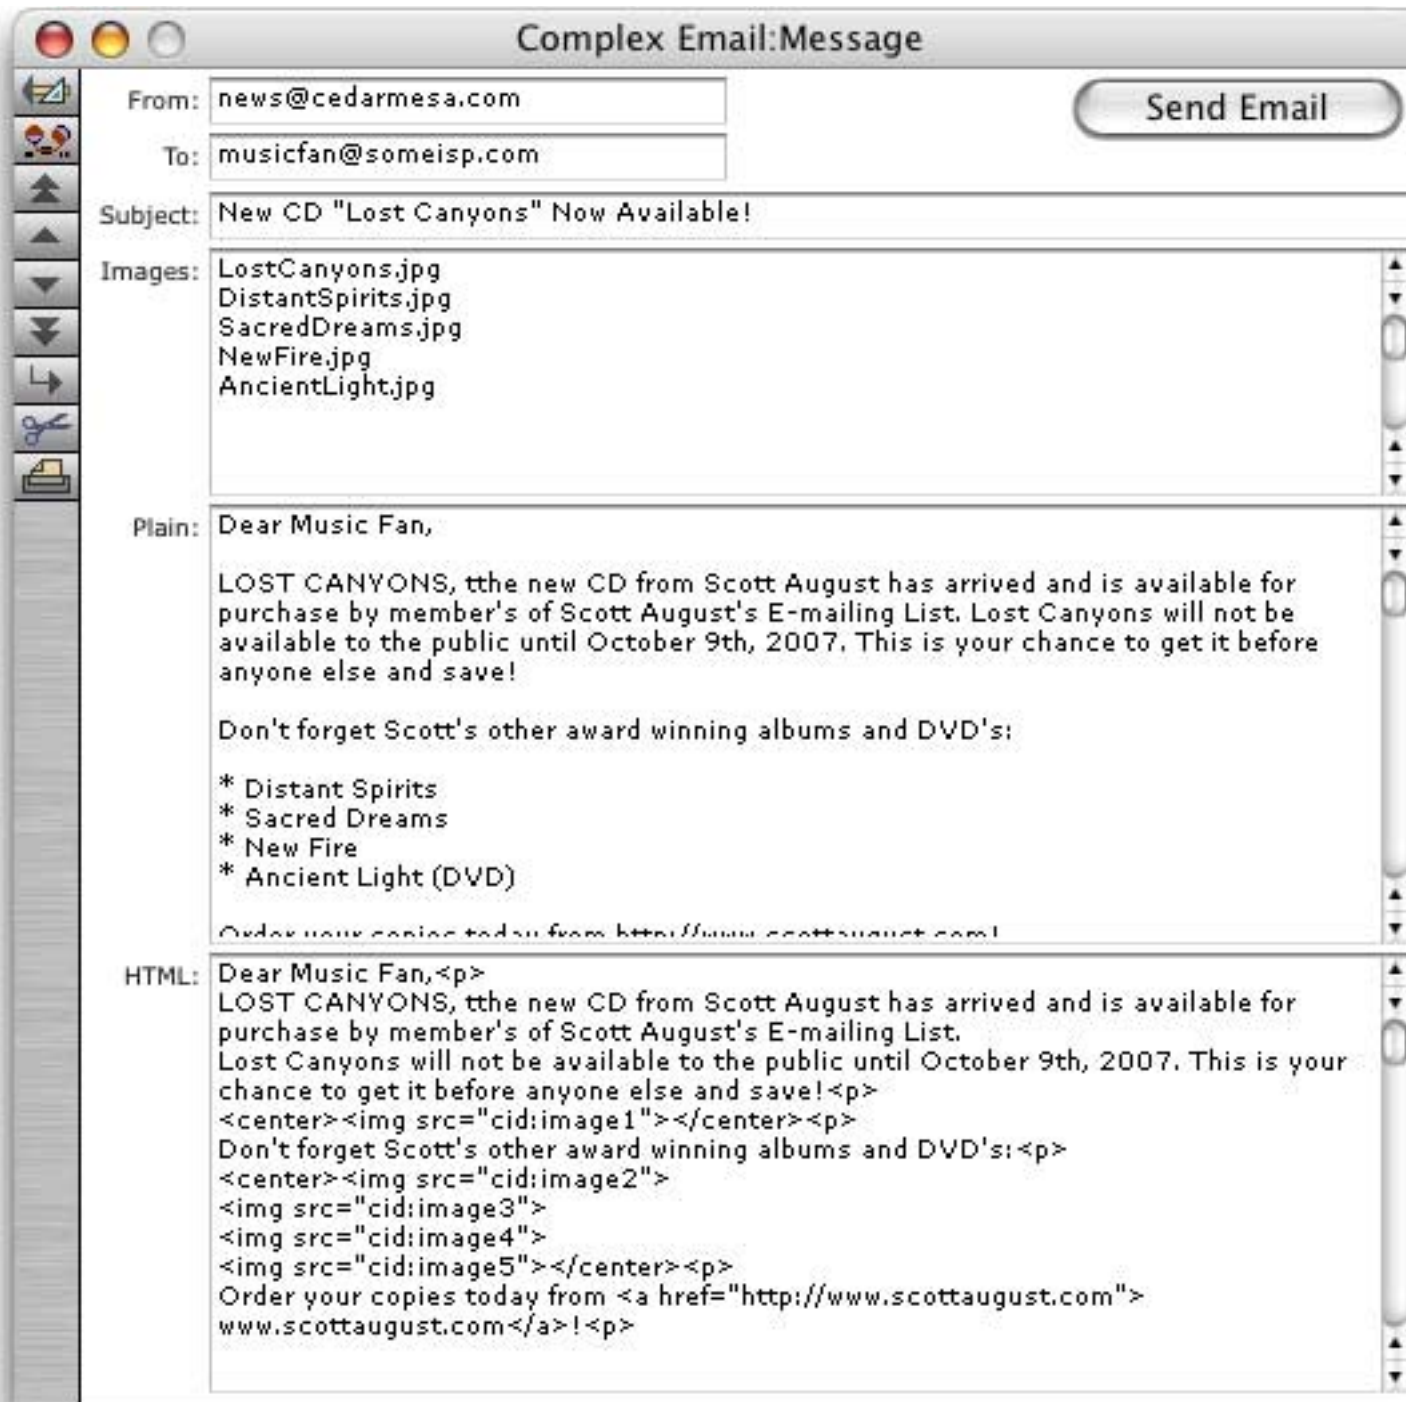 Complex Email:Message
From: news@cedarmesa.com
Send Email
To: musicfan@someisp.com
Subject: New CD "Lost Canyons" Now Available!
Images: LostCanyons.jpg
DistantSpirits.jpg
SacredDreams.jpg
NewFire.jpg
AncientLight.jpg
Plain: Dear Music Fan,
LOST CANYONS, tthe new CD from Scott August has arrived and is available for
purchase by member's of Scott August's E-mailing List. Lost Canyons will not be
available to the public until October 9th, 2007. This is your chance to get it before
anyone else and save!
Don't forget Scott's other award winning albums and DVD's:
* Distant Spirits
* Sacred Dreams
* New Fire
* Ancient Light (DVD)
Order your copies today from http://www.scottaugust.com!
HTML: Dear Music Fan,<p>
LOST CANYONS, tthe new CD from Scott August has arrived and is available for
purchase by member's of Scott August's E-mailing List.
Lost Canyons will not be available to the public until October 9th, 2007. This is your
chance to get it before anyone else and save!<p>
<center><img src="cid:image1"></center><p>
Don't forget Scott's other award winning albums and DVD's:<p>
<center><img src="cid:image2">
<img src="cid:image3">
<img src="cid:image4">
<img src="cid:image5"></center><p>
Order your copies today from <a href="http://www.scottaugust.com">
www.scottaugust.com</a>!<p>